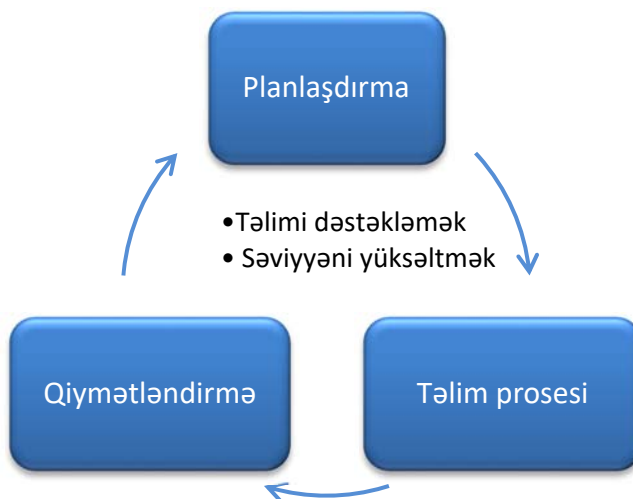 Planlaşdırma
•Təlimi dəstəkləmək
• Səviyyəni yüksəltmək
Qiymətləndirmə
Təlim prosesi